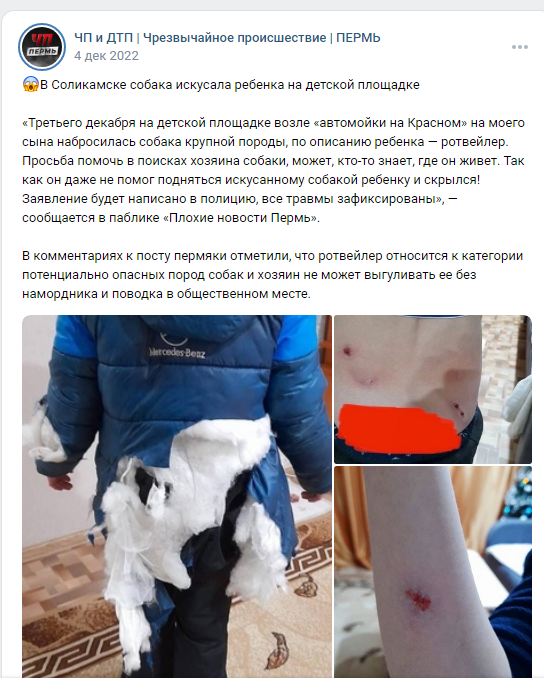 ЧП
ПЕРМЬ
ЧП и ДТП | Чрезвычайное происшествие | ПЕРМЬ
4 дек 2022
😱В Соликамске собака искусала ребенка на детской площадке
«Третьего декабря на детской площадке возле «автомойки на Красном» на моего
сына набросилась собака крупной породы, по описанию ребенка — ротвейлер.
Просьба помочь в поисках хозяина собаки, может, кто-то знает, где он живет. Так
как он даже не помог подняться искусанному собакой ребенку и скрылся!
Заявление будет написано в полицию, все травмы зафиксированы», —
сообщается в паблике «Плохие новости Пермь».
В комментариях к посту пермяки отметили, что ротвейлер относится к категории
потенциально опасных пород собак и хозяин не может выгуливать ее без
намордника и поводка в общественном месте.
Mercedes-Benz